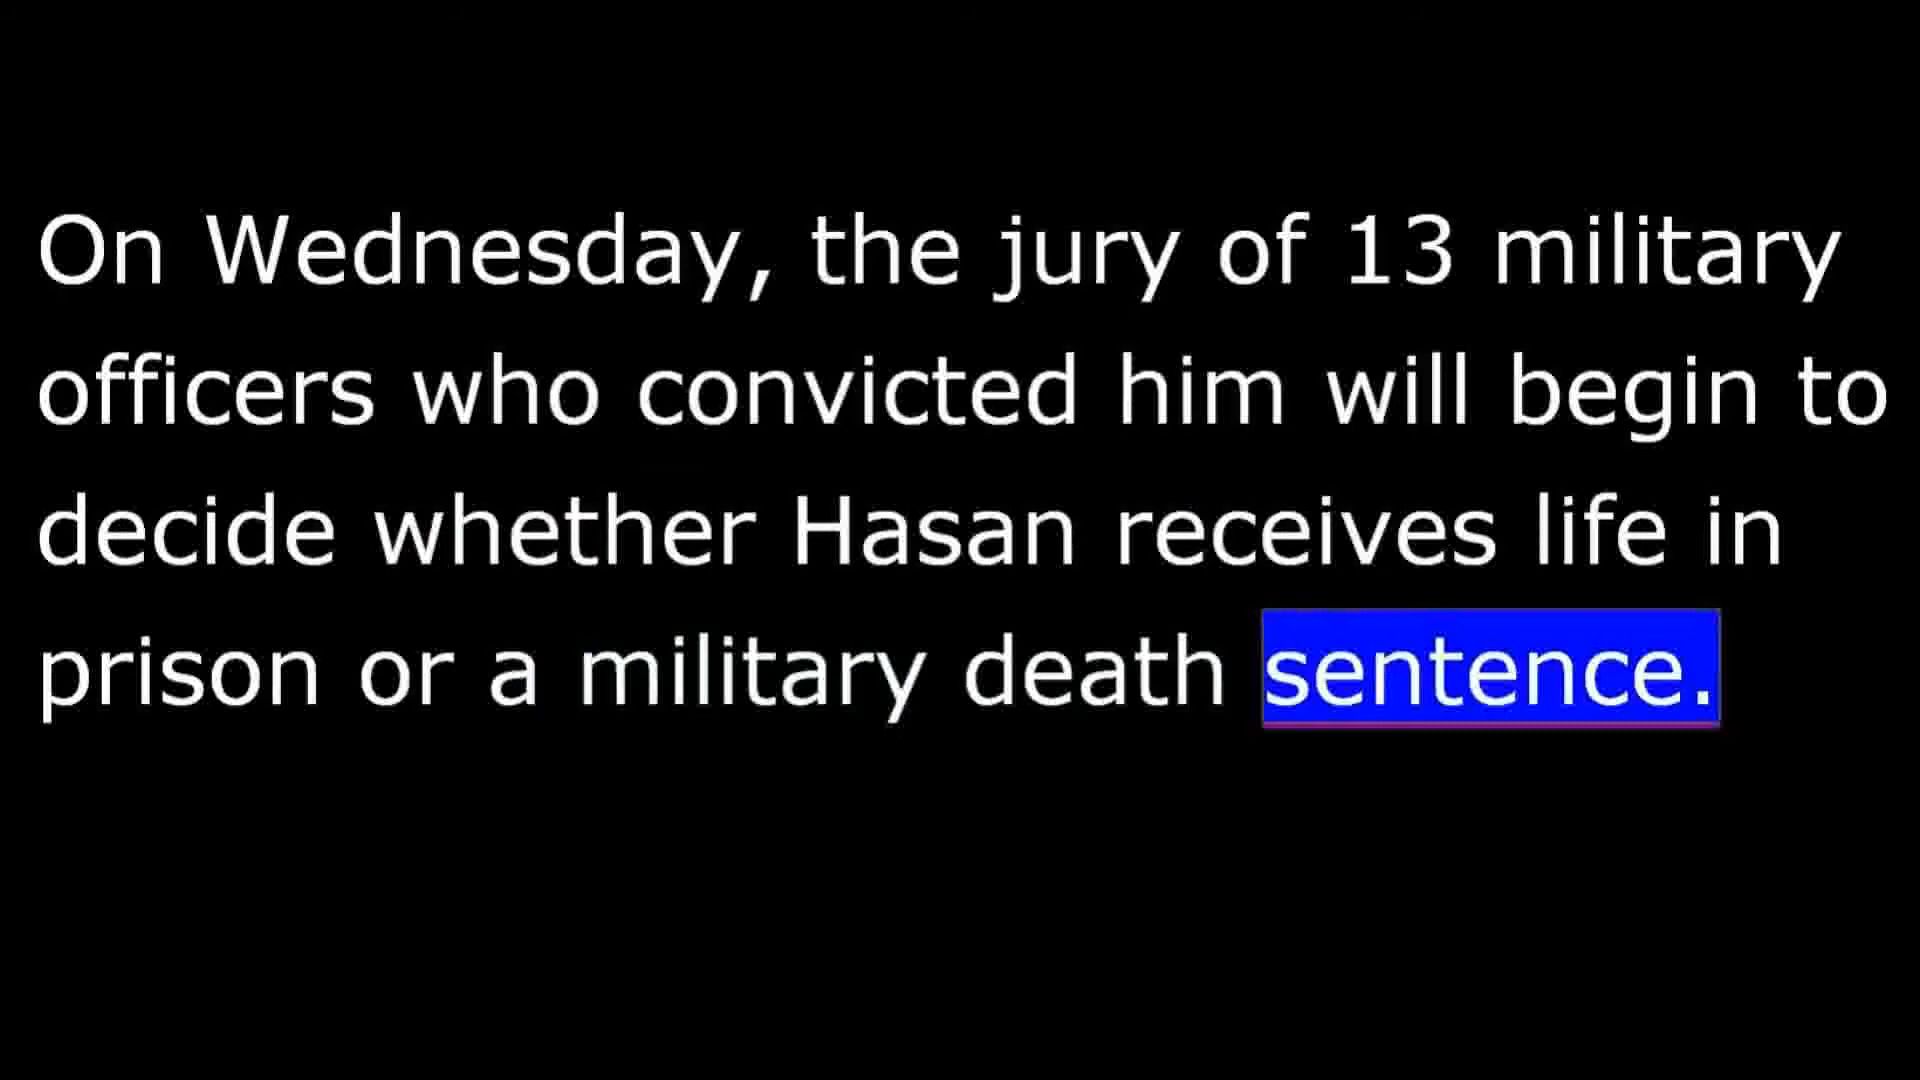 On Wednesday, the jury of 13 military
officers who convicted him will begin to
decide whether Hasan receives life in
prison or a military death sentence.